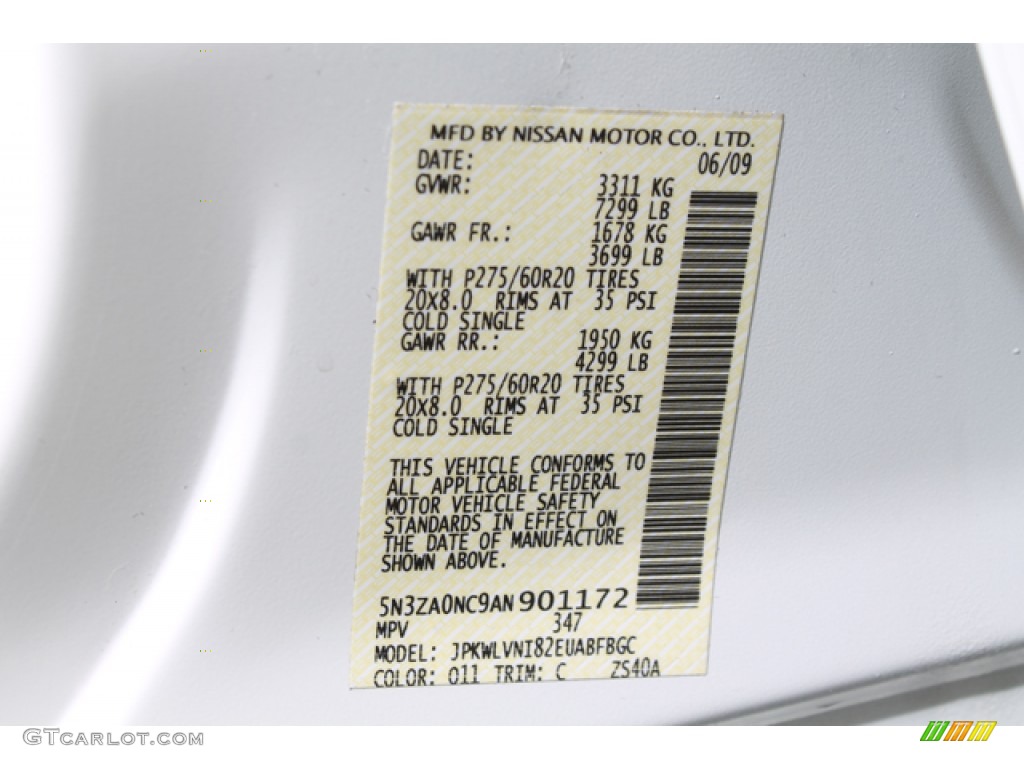 MFD BY NISSAN MOTOR CO., LTD.
DATE: 06/09
GVWR: 3311 KG
7299 LB
GAWR FR.: 1678 KG
3699 LB
WITH P275/60R20 TIRES
20X8.0 RIMS AT 35 PSI
COLD SINGLE
GAWR RR.: 1950 KG
4299 LB
WITH P275/60R20 TIRES
20X8.0 RIMS AT 35 PSI
COLD SINGLE
THIS VEHICLE CONFORMS TO
ALL APPLICABLE FEDERAL
MOTOR VEHICLE SAFETY
STANDARDS IN EFFECT ON
THE DATE OF MANUFACTURE
SHOWN ABOVE.
5N3ZA0NC9AN901172
MPV 347
MODEL: JPKWLVNI82EUABFBGC
COLOR: 011 TRIM: C ZS40A
GTCARLOT.COM